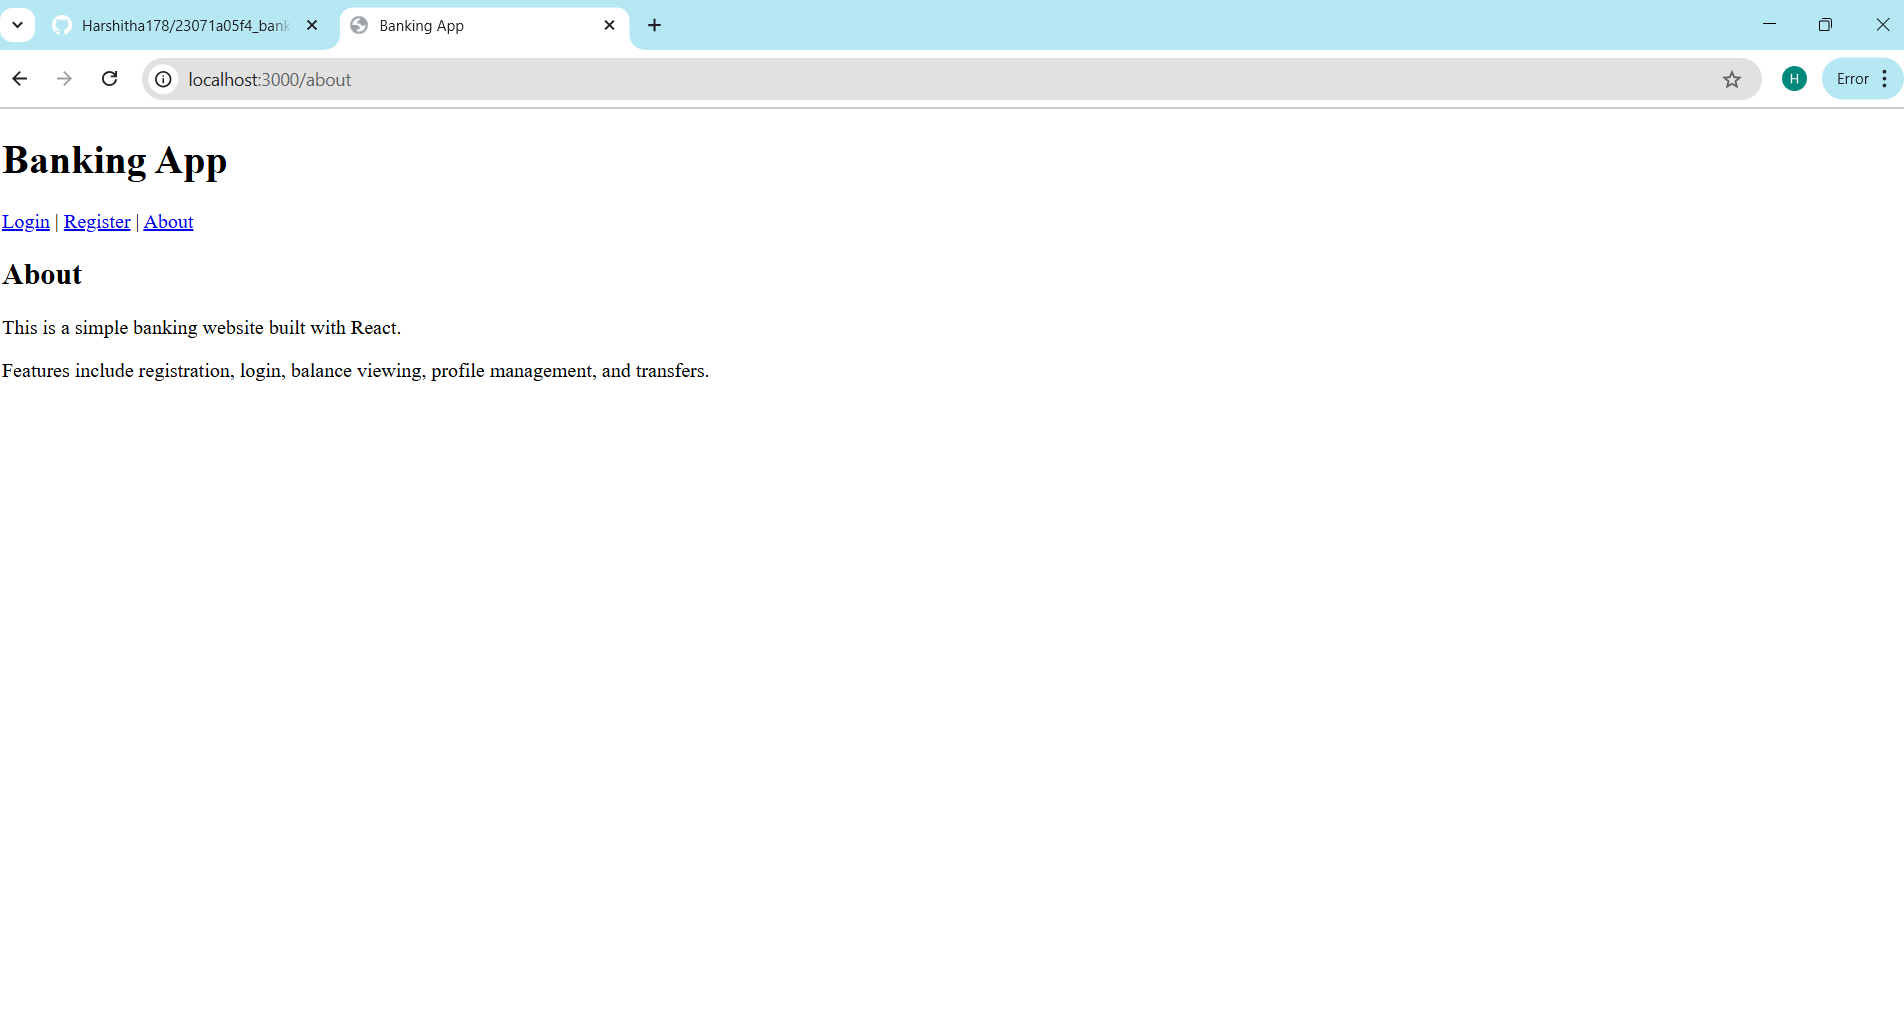 Harshitha178/23071a05f4_bank
Banking App
localhost:3000/about
H
Error
Banking App
Login | Register | About
About
This is a simple banking website built with React.
Features include registration, login, balance viewing, profile management, and transfers.